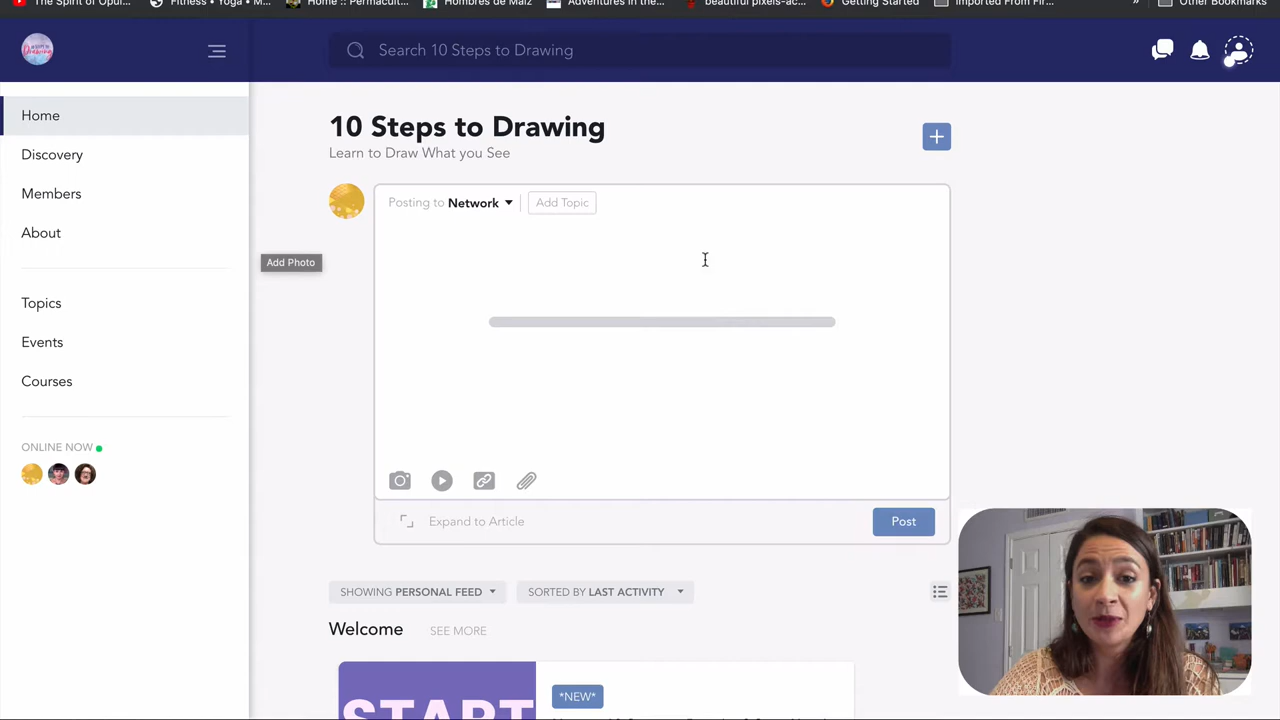 The Spirit of Opul...
Fitness • Yoga • M...
Home :: Permacult...
Hombres de Maíz
Adventures in the...
beautiful pixels-ac...
Getting Started
Imported From Fir...
Other Bookmarks
Drawing
Search 10 Steps to Drawing
Home
Discovery
Members
About
Topics
Events
Courses
ONLINE NOW
10 Steps to Drawing
Learn to Draw What you See
Posting to Network
Add Topic
Add Photo
Expand to Article
Post
SHOWING PERSONAL FEED
SORTED BY LAST ACTIVITY
Welcome
SEE MORE
START
*NEW*